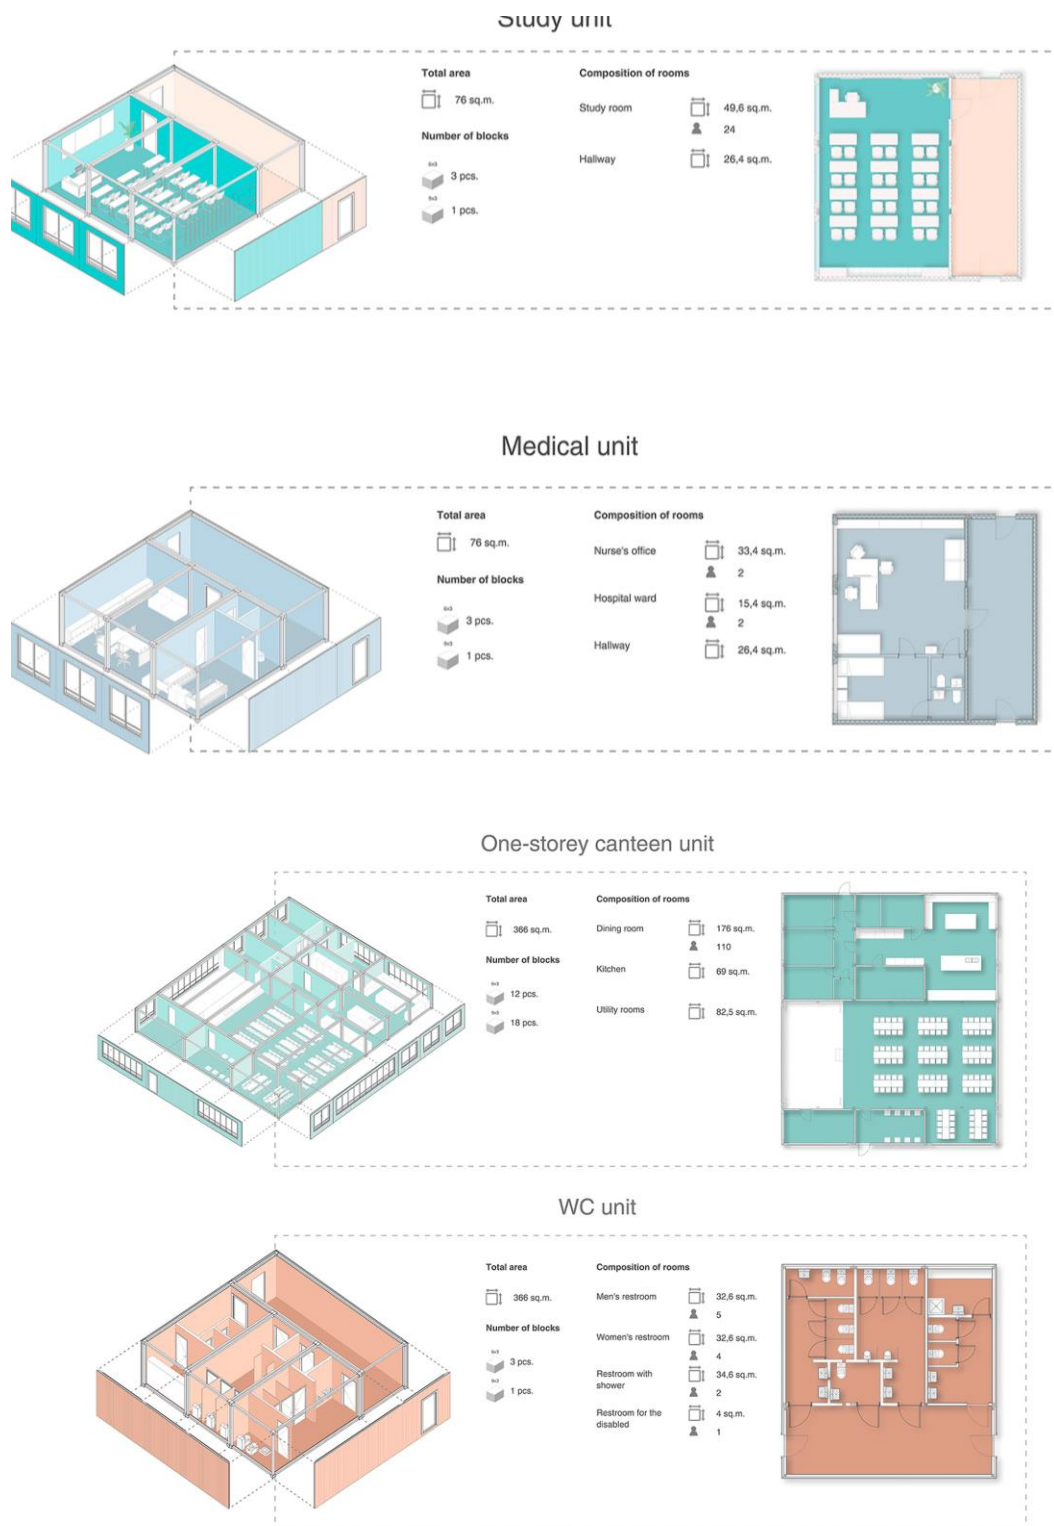 Study unit
Total area
76 sq.m.
Number of blocks
6x3
3 pcs.
9x3
1 pcs.
Composition of rooms
Study room
49,6 sq.m.
24
Hallway
26,4 sq.m.
Medical unit
Total area
76 sq.m.
Number of blocks
6x3
3 pcs.
9x3
1 pcs.
Composition of rooms
Nurse's office
33,4 sq.m.
2
Hospital ward
15,4 sq.m.
2
Hallway
26,4 sq.m.
One-storey canteen unit
Total area
366 sq.m.
Number of blocks
12 pcs.
18 pcs.
Composition of rooms
Dining room
176 sq.m.
110
Kitchen
69 sq.m.
Utility rooms
82,5 sq.m.
WC unit
Total area
366 sq.m.
Number of blocks
3 pcs.
1 pcs.
Composition of rooms
Men's restroom
32,6 sq.m.
5
Women's restroom
32,6 sq.m.
4
Restroom with
shower
34,6 sq.m.
2
Restroom for the
disabled
4 sq.m.
1